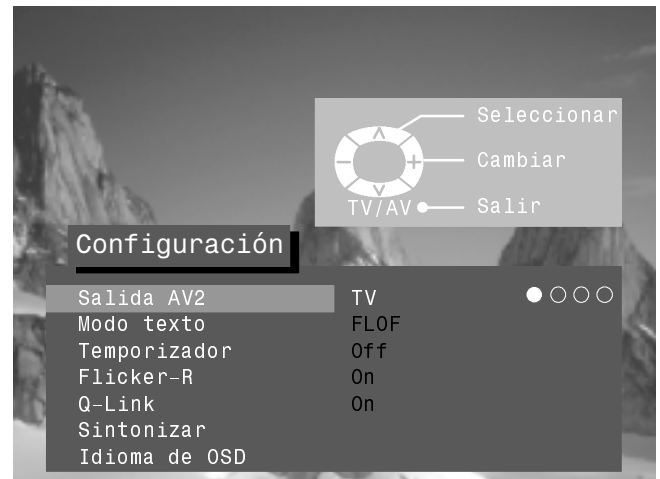 Seleccionar
Cambiar
TV/AV Salir
Configuración
Salida AV2 TV
Modo texto FLOF
Temporizador Off
Flicker-R On
Q-Link On
Sintonizar
Idioma de OSD